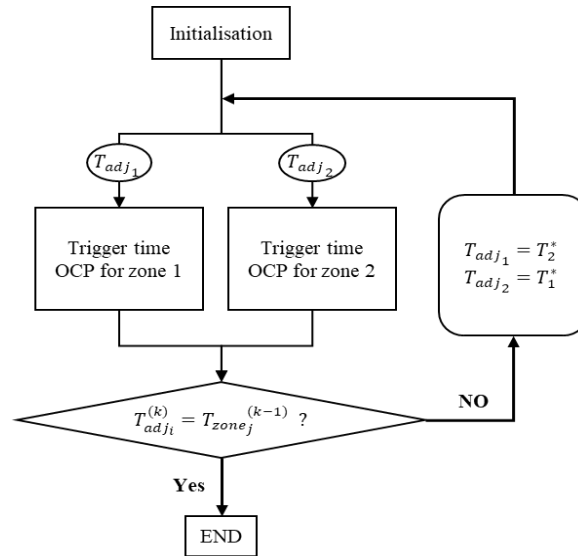 Initialisation
T_{adj_1}
T_{adj_2}
Trigger time
OCP for zone 1
Trigger time
OCP for zone 2
T_{adj_1} = T_2^*
T_{adj_2} = T_1^*
T_{adj_i}^{(k)} = T_{zone_j}^{(k-1)} ?
NO
Yes
END